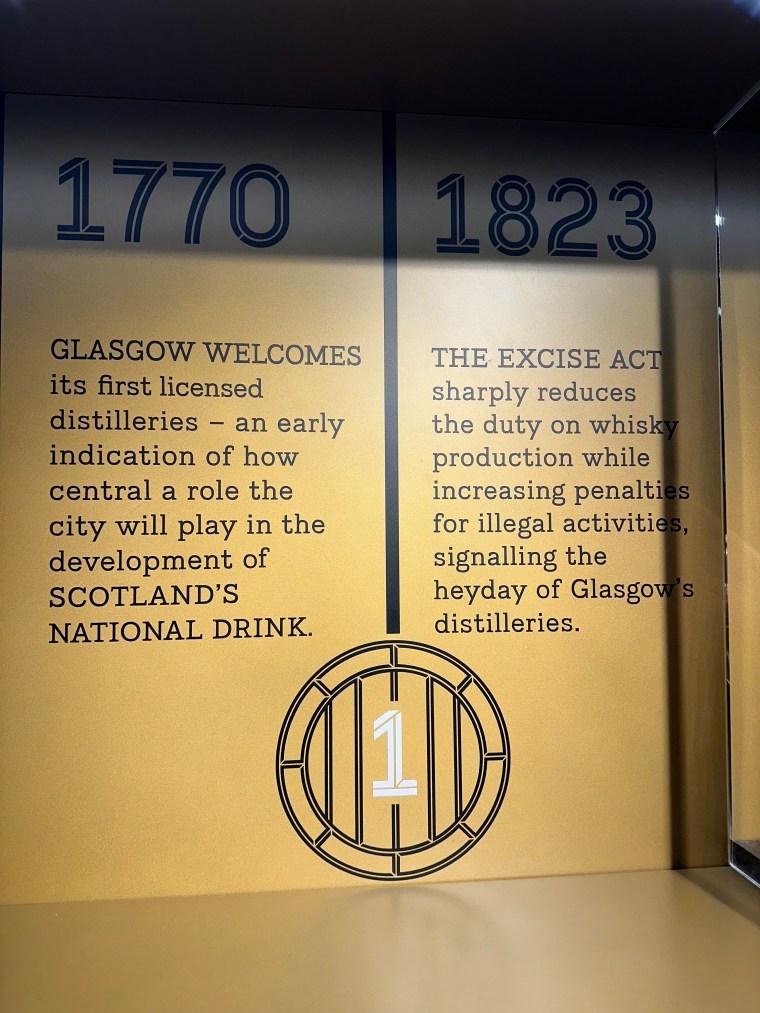 1770
GLASGOW WELCOMES
its first licensed
distilleries – an early
indication of how
central a role the
city will play in the
development of
SCOTLAND'S
NATIONAL DRINK.
1823
THE EXCISE ACT
sharply reduces
the duty on whisky
production while
increasing penalties
for illegal activities,
signalling the
heyday of Glasgow's
distilleries.
1